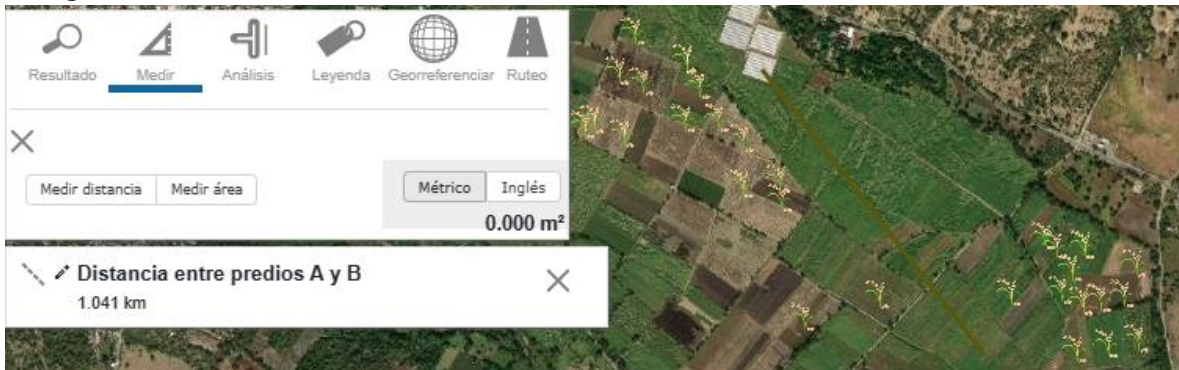 Resultado Medir Análisis Leyenda Georreferenciar Ruteo
Medir distancia Medir área Métrico Inglés
0.000 m²
Distancia entre predios A y B
1.041 km